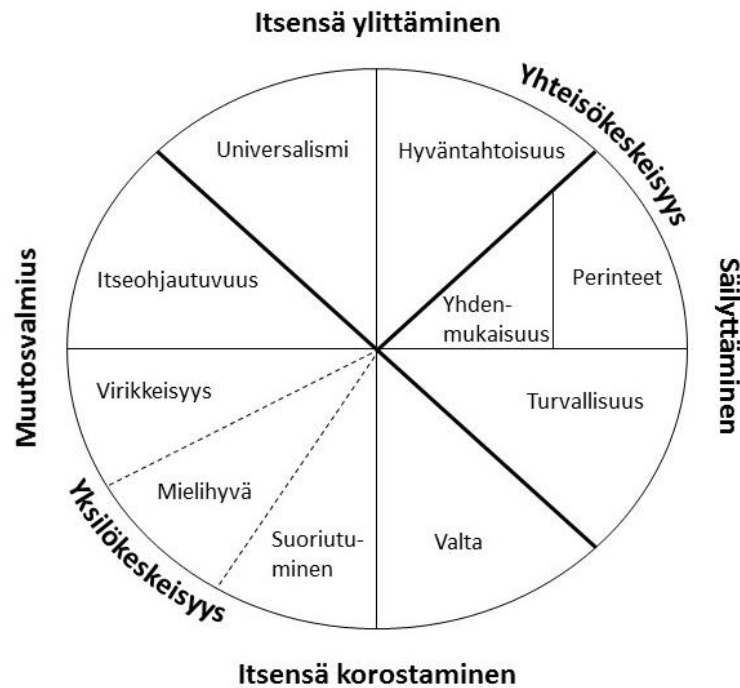 Itsensä ylittäminen
Yhteisökeskeisyys
Universalismi
Hyväntahtoisuus
Muutosvalmius
Itseohjautuvuus
Yhden-
mukaisuus
Perinteet
Säilyttäminen
Virikkeisyys
Turvallisuus
Mielihyvä
Yksilökeskeisyys
Suoriutu-
minen
Valta
Itsensä korostaminen